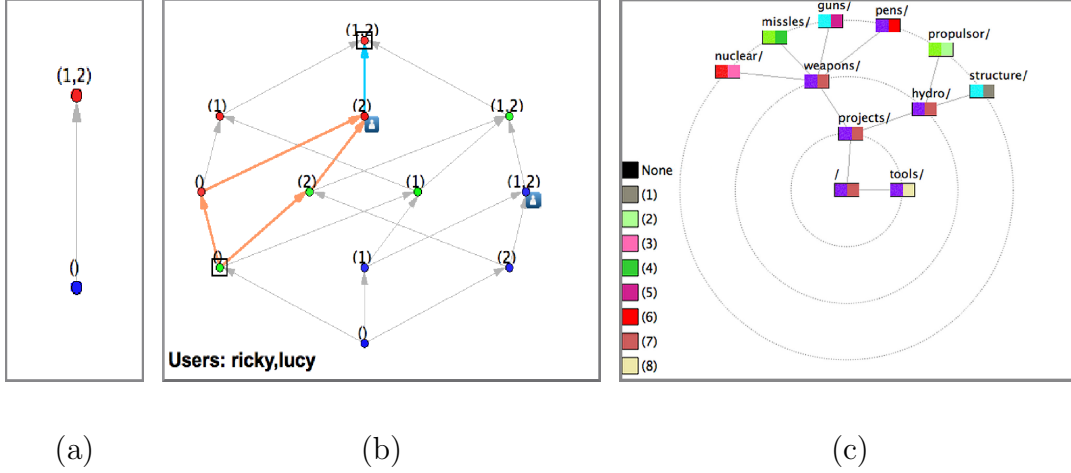 (1,2)
()
(1,2)
(1)
(2)
(1,2)
()
(2)
(1)
(1,2)
()
(1)
(2)
()
Users: ricky,lucy
guns/
pens/
missles/
propulsor/
nuclear/
weapons/
structure/
hydro/
projects/
/
tools/
None
(1)
(2)
(3)
(4)
(5)
(6)
(7)
(8)
(a)
(b)
(c)